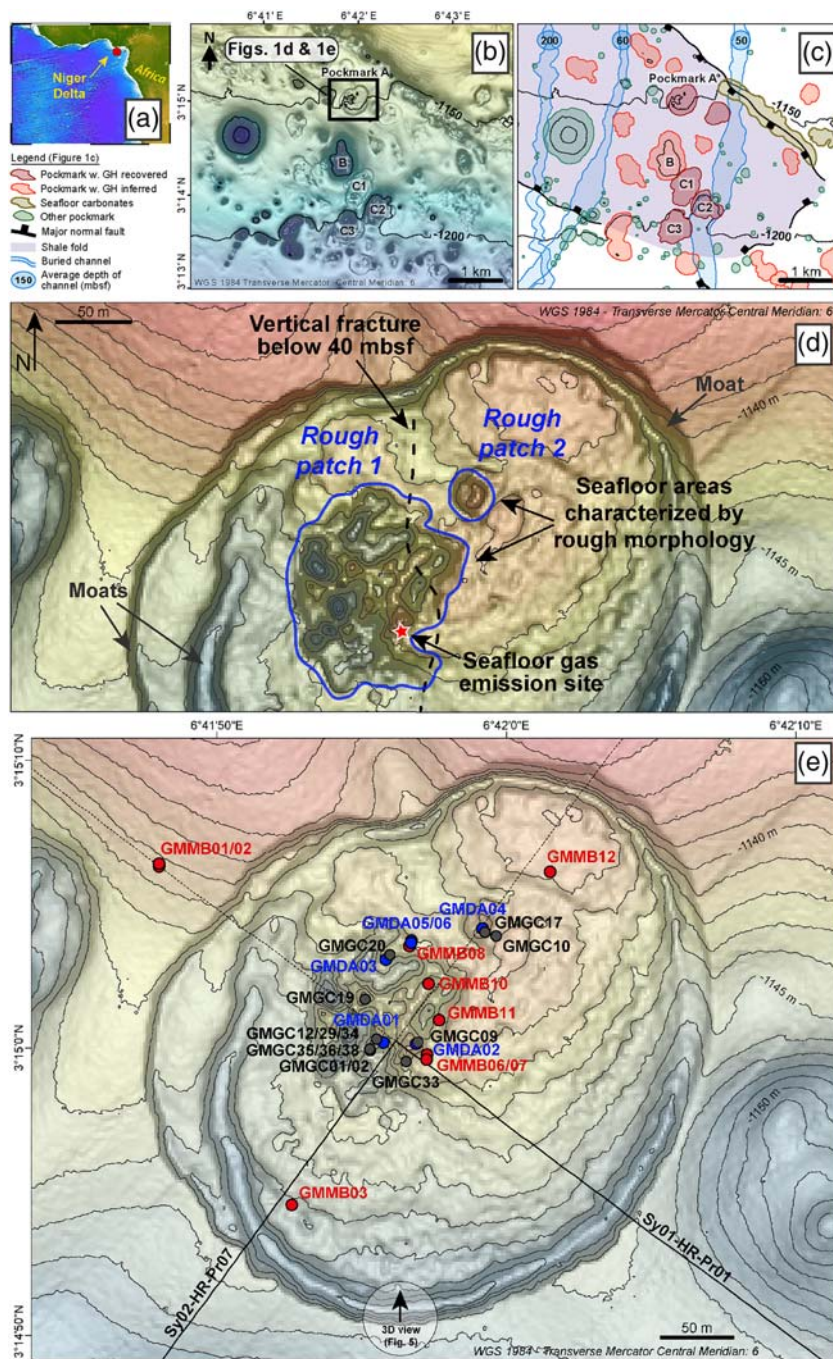 6°41'E
6°42'E
6°43'E
N
Figs. 1d & 1e
(b)
Pockmark A
-1150
3°15'N
B
C1
3°14'N
C2
C3
-1200
3°13'N
WGS 1984 Transverse Mercator Central Meridian: 6
1 km
Niger
Delta
Africa
(a)
Legend (Figure 1c)
Pockmark w. GH recovered
Pockmark w. GH inferred
Seafloor carbonates
Other pockmark
Major normal fault
Shale fold
Buried channel
150
Average depth of
channel (mbsf)
200
60
50
(c)
Pockmark A
-1150
B
C1
C2
C3
-1200
1 km
50 m
WGS 1984 - Transverse Mercator Central Meridian: 6
(d)
N
Vertical fracture
below 40 mbsf
Moat
-1140 m
Rough
patch 1
Rough
patch 2
Seafloor areas
characterized by
rough morphology
-1145 m
Moats
Seafloor gas
emission site
-1150 m
6°41'50"E
6°42'0"E
6°42'10"E
3°15'10"N
(e)
-1140 m
GMMB01/02
GMMB12
GMDA04
GMDA05/06
GMGC17
GMGC20
GMGC10
GMMB08
GMDA03
GMMB10
-1145 m
GMGC19
GMMB11
GMDA01
GMGC12/29/34
GMGC09
3°15'0"N
GMGC35/36/38
GMDA02
GMGC01/02
GMMB06/07
GMGC33
-1150 m
GMMB03
Sy02-HR-Pr07
Sy01-HR-Pr01
3D view
(Fig. 5)
3°14'50"N
50 m
WGS 1984 - Transverse Mercator Central Meridian: 6